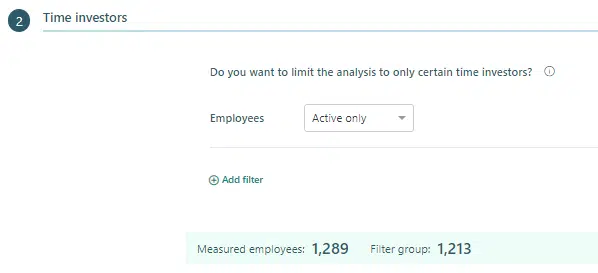 2 Time investors
Do you want to limit the analysis to only certain time investors?
Employees Active only
Add filter
Measured employees: 1,289 Filter group: 1,213